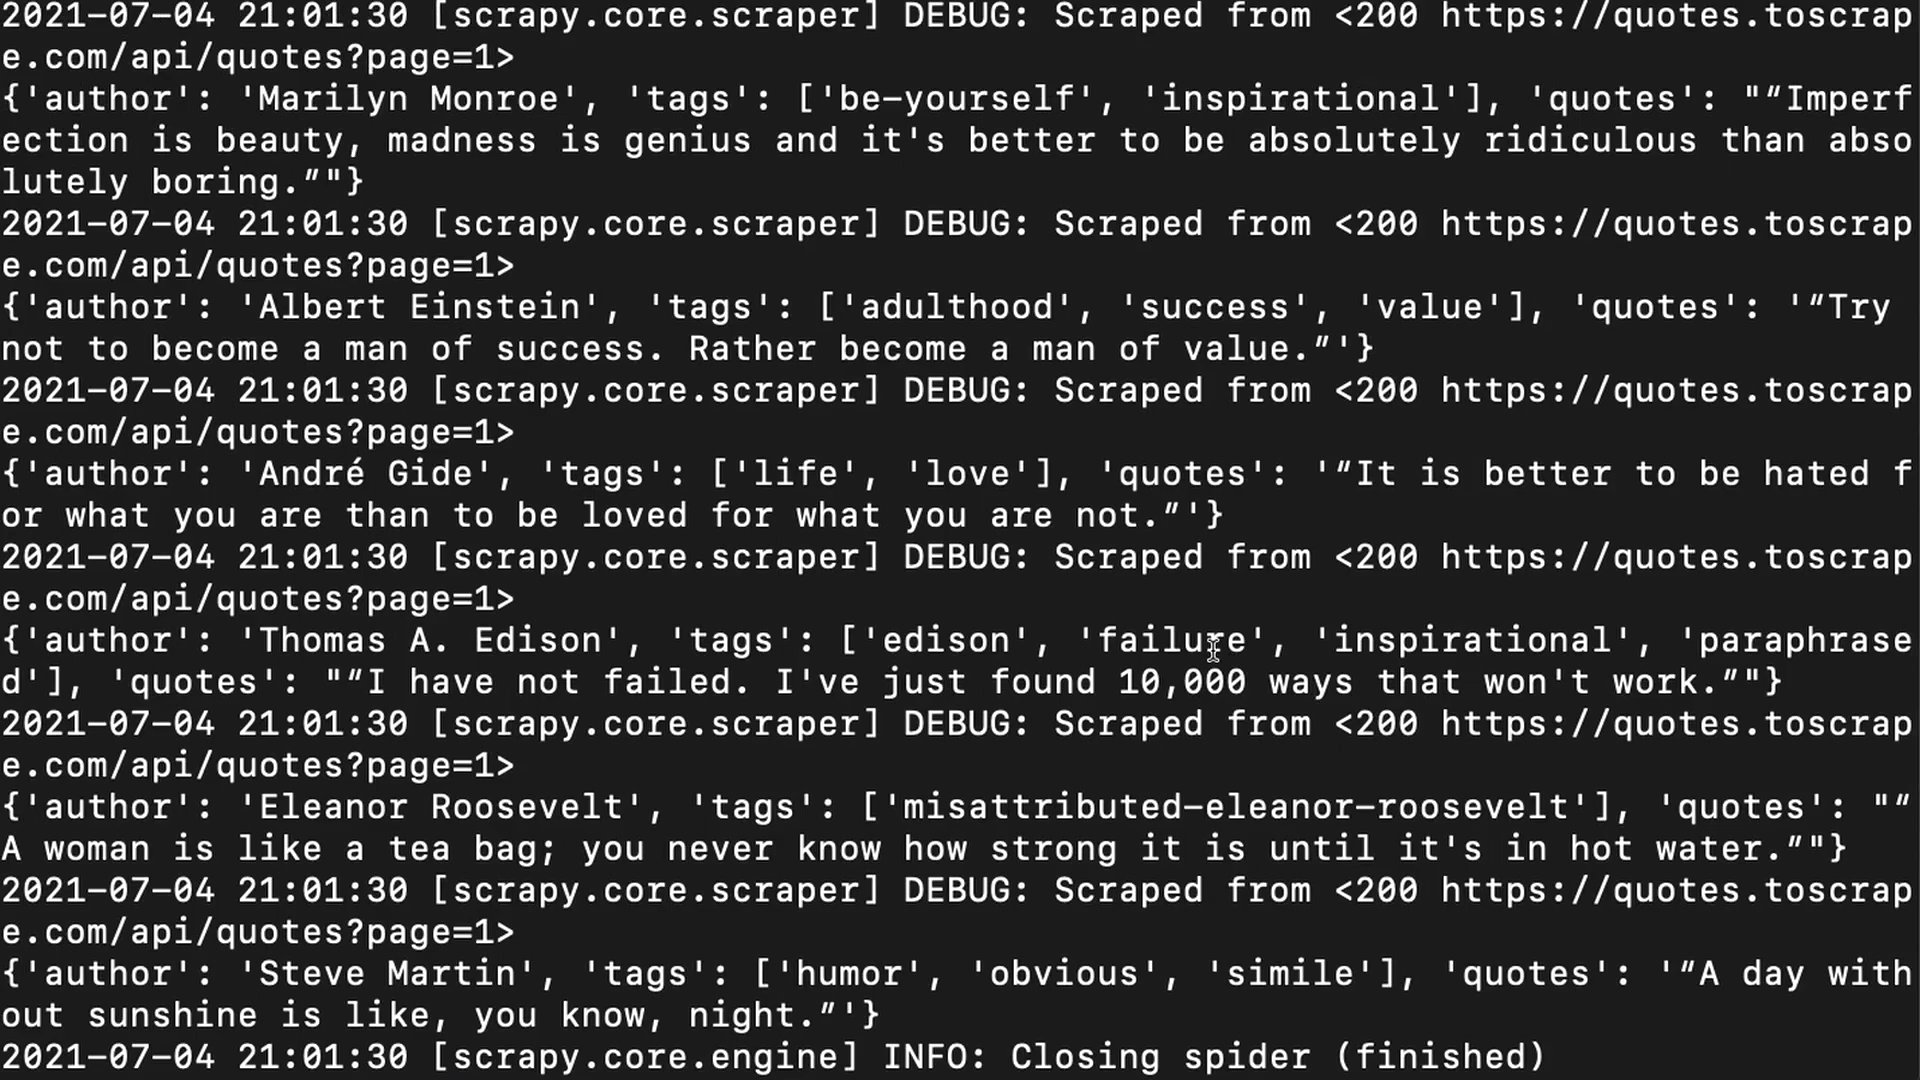 2021-07-04 21:01:30 [scrapy.core.scraper] DEBUG: Scraped from <200 https://quotes.toscrap
e.com/api/quotes?page=1>
{'author': 'Marilyn Monroe', 'tags': ['be-yourself', 'inspirational'], 'quotes': "“Imperf
ection is beauty, madness is genius and it's better to be absolutely ridiculous than abso
lutely boring.”"}
2021-07-04 21:01:30 [scrapy.core.scraper] DEBUG: Scraped from <200 https://quotes.toscrap
e.com/api/quotes?page=1>
{'author': 'Albert Einstein', 'tags': ['adulthood', 'success', 'value'], 'quotes': '“Try 
not to become a man of success. Rather become a man of value.”'}
2021-07-04 21:01:30 [scrapy.core.scraper] DEBUG: Scraped from <200 https://quotes.toscrap
e.com/api/quotes?page=1>
{'author': 'André Gide', 'tags': ['life', 'love'], 'quotes': '“It is better to be hated f
or what you are than to be loved for what you are not.”'}
2021-07-04 21:01:30 [scrapy.core.scraper] DEBUG: Scraped from <200 https://quotes.toscrap
e.com/api/quotes?page=1>
{'author': 'Thomas A. Edison', 'tags': ['edison', 'failure', 'inspirational', 'paraphrase
d'], 'quotes': "“I have not failed. I've just found 10,000 ways that won't work.”"}
2021-07-04 21:01:30 [scrapy.core.scraper] DEBUG: Scraped from <200 https://quotes.toscrap
e.com/api/quotes?page=1>
{'author': 'Eleanor Roosevelt', 'tags': ['misattributed-eleanor-roosevelt'], 'quotes': "“
A woman is like a tea bag; you never know how strong it is until it's in hot water.”"}
2021-07-04 21:01:30 [scrapy.core.scraper] DEBUG: Scraped from <200 https://quotes.toscrap
e.com/api/quotes?page=1>
{'author': 'Steve Martin', 'tags': ['humor', 'obvious', 'simile'], 'quotes': '“A day with
out sunshine is like, you know, night.”'}
2021-07-04 21:01:30 [scrapy.core.engine] INFO: Closing spider (finished)